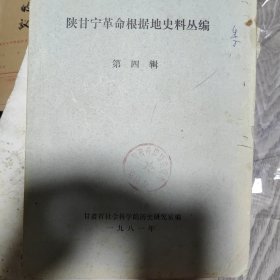 陕甘宁革命根据地史料丛编
第四辑
甘肃省社会科学院历史研究室编
一九八一年